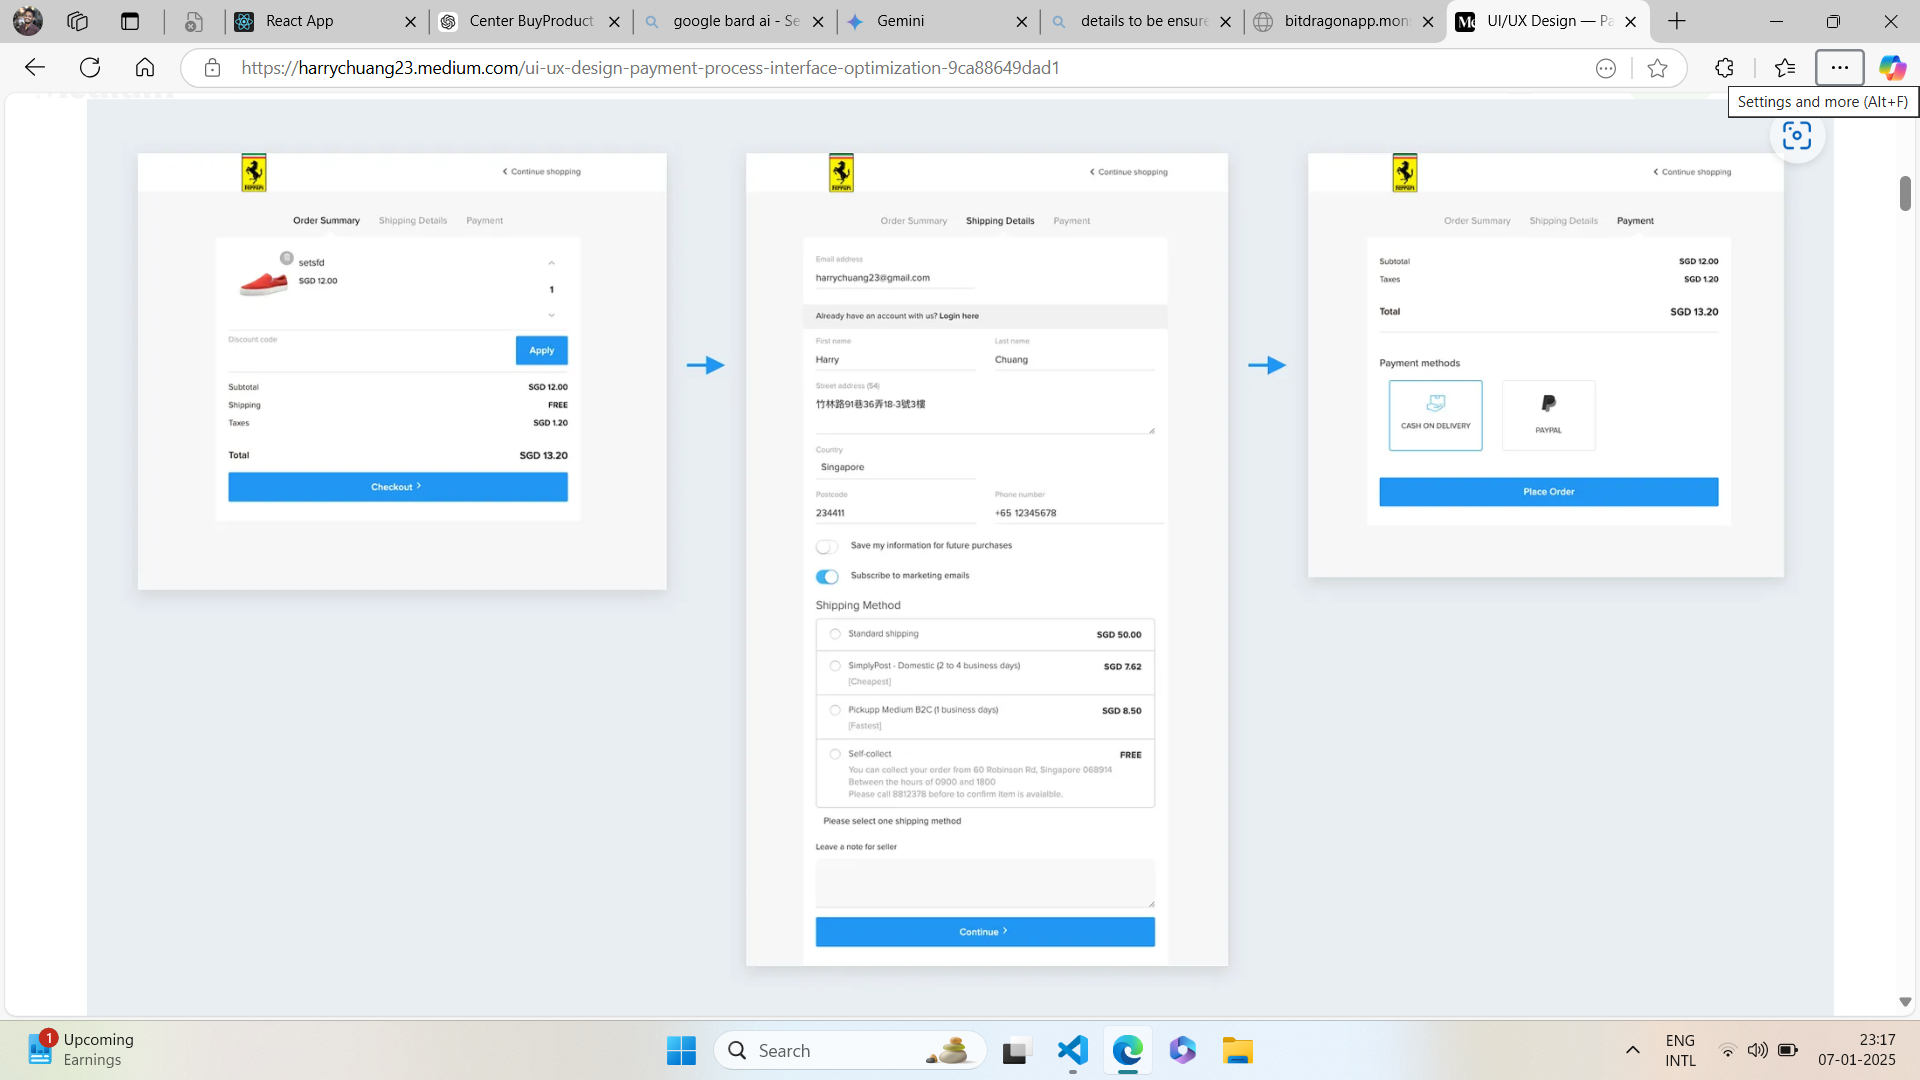 React App
Center BuyProduct
google bard ai - Se
Gemini
details to be ensure
bitdragonapp.mon
UI/UX Design — Pa
https://harrychuang23.medium.com/ui-ux-design-payment-process-interface-optimization-9ca88649dad1
Settings and more (Alt+F)
Continue shopping
Order Summary Shipping Details Payment
setsfd
SGD 12.00
1
Discount code
Apply
Subtotal SGD 12.00
Shipping FREE
Taxes SGD 1.20
Total SGD 13.20
Checkout
Continue shopping
Order Summary Shipping Details Payment
Email address
harrychuang23@gmail.com
Already have an account with us? Login here
First name Last name
Harry Chuang
Street address (54)
竹林路91巷36弄18-3號3樓
Country
Singapore
Postcode Phone number
234411 +65 12345678
Save my information for future purchases
Subscribe to marketing emails
Shipping Method
Standard shipping SGD 50.00
SimplyPost - Domestic (2 to 4 business days) SGD 7.62
[Cheapest]
Pickupp Medium B2C (1 business days) SGD 8.50
[Fastest]
Self-collect FREE
You can collect your order from 60 Robinson Rd, Singapore 068914
Between the hours of 0900 and 1800
Please call 8812378 before to confirm item is avaialble.
Please select one shipping method
Leave a note for seller
Continue
Continue shopping
Order Summary Shipping Details Payment
Subtotal SGD 12.00
Taxes SGD 1.20
Total SGD 13.20
Payment methods
CASH ON DELIVERY
PAYPAL
Place Order
1
Upcoming
Earnings
Search
ENG
INTL
23:17
07-01-2025